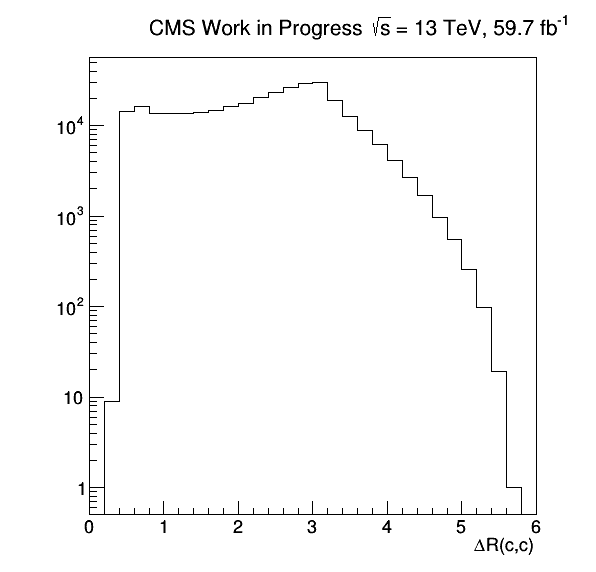 CMS Work in Progress √s = 13 TeV, 59.7 fb⁻¹
10⁴
10³
10²
10
1
0 1 2 3 4 5 6
ΔR(c,c)